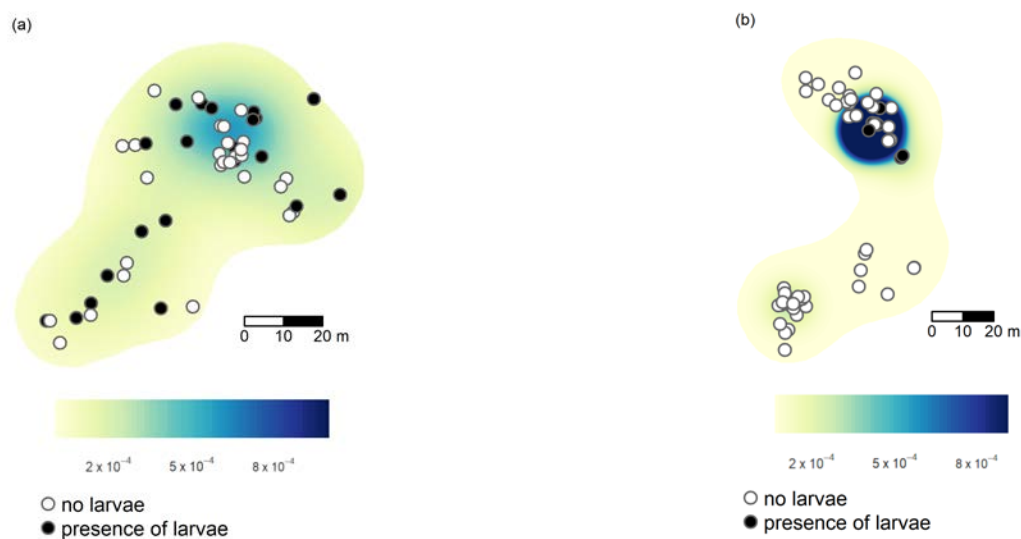 (a)
0 10 20 m
2 x 10⁻⁴ 5 x 10⁻⁴ 8 x 10⁻⁴
no larvae
presence of larvae
(b)
0 10 20 m
2 x 10⁻⁴ 5 x 10⁻⁴ 8 x 10⁻⁴
no larvae
presence of larvae